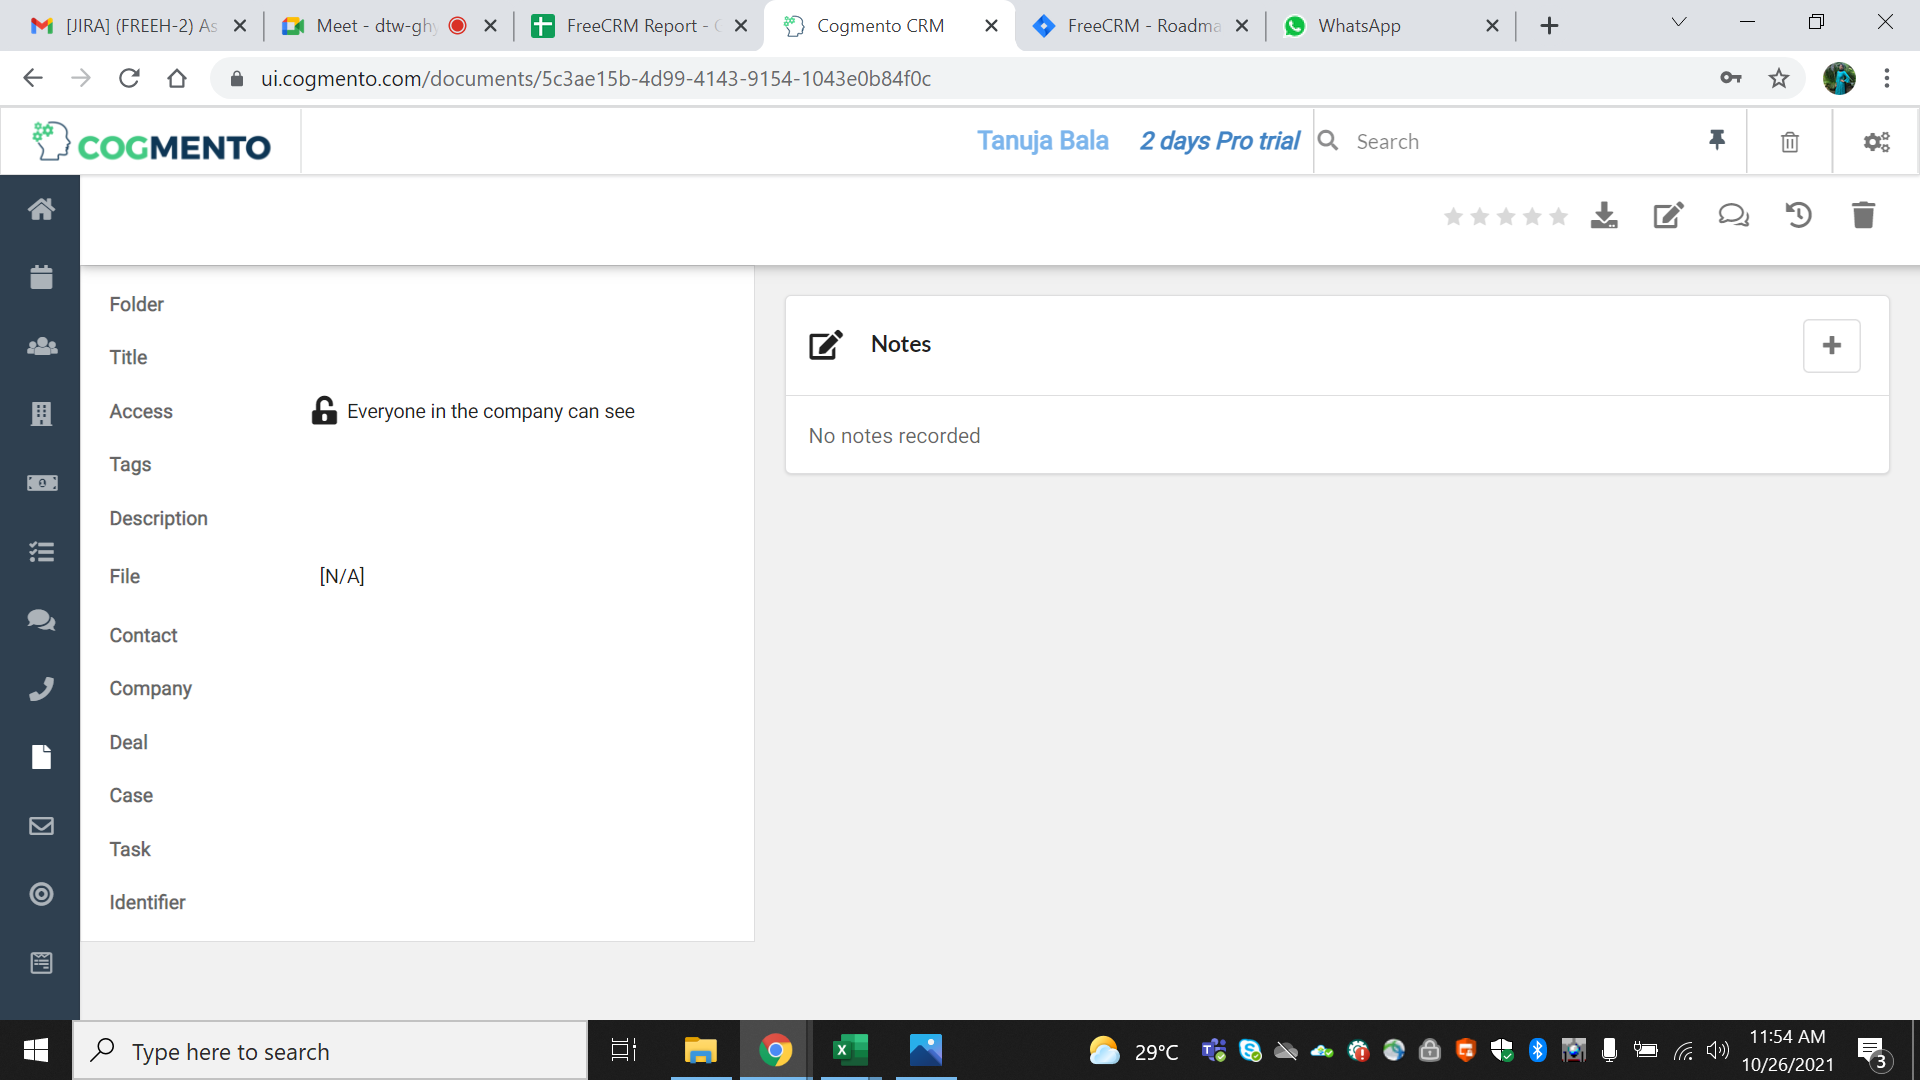 [JIRA] (FREEH-2) As
Meet - dtw-ghy
FreeCRM Report - G
Cogmento CRM
FreeCRM - Roadma
WhatsApp
ui.cogmento.com/documents/5c3ae15b-4d99-4143-9154-1043e0b84f0c
COGMENTO
Tanuja Bala
2 days Pro trial
Search
Folder
Title
Access
Everyone in the company can see
Tags
Description
File
[N/A]
Contact
Company
Deal
Case
Task
Identifier
Notes
No notes recorded
Type here to search
29°C
11:54 AM
10/26/2021
3